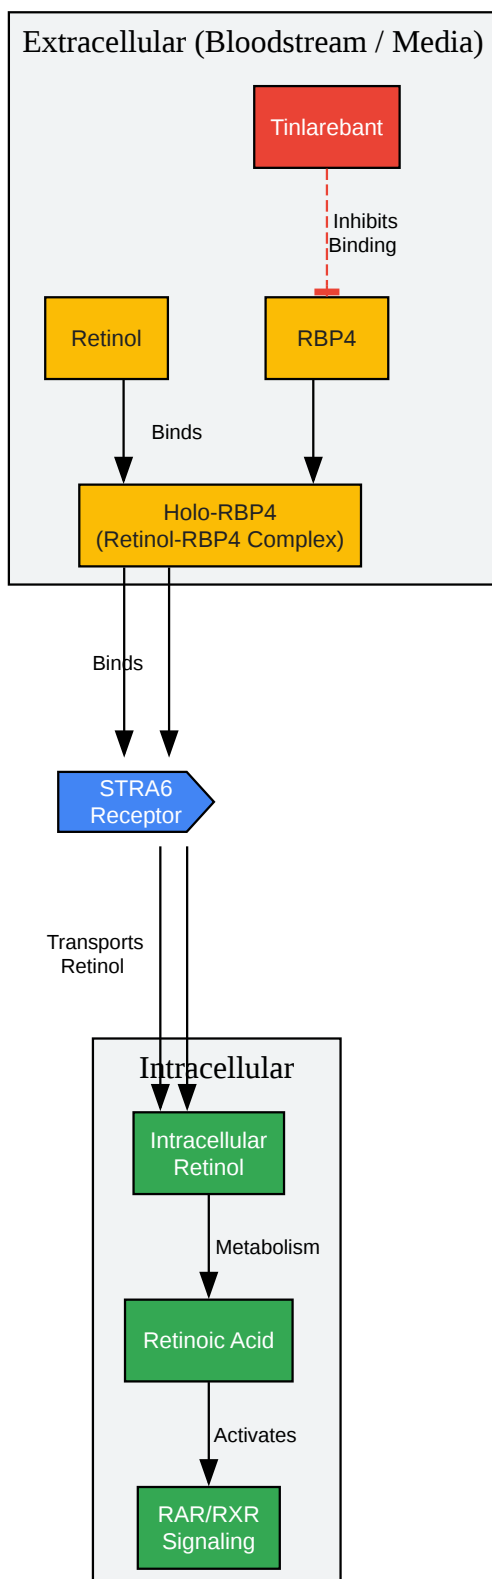 Extracellular (Bloodstream / Media)
Tinlarebant
Inhibits
Binding
Retinol
RBP4
Binds
Holo-RBP4
(Retinol-RBP4 Complex)
Binds
STRA6
Receptor
Transports
Retinol
Intracellular
Intracellular
Retinol
Metabolism
Retinoic Acid
Activates
RAR/RXR
Signaling